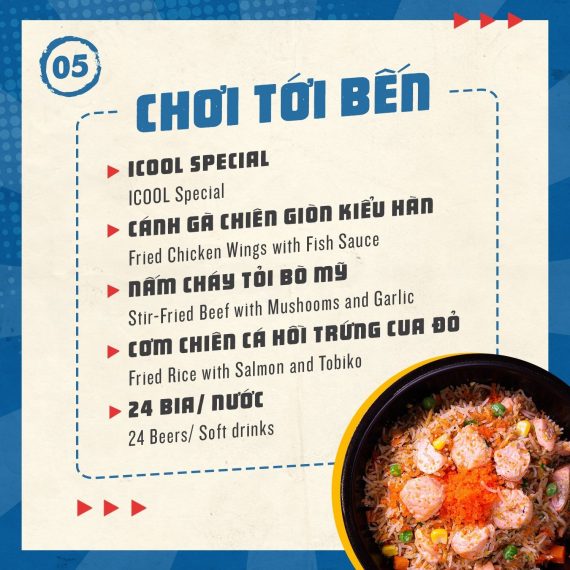 05
CHƠI TỚI BẾN
ICOOL SPECIAL
ICOOL Special
CÁNH GÀ CHIÊN GIÒN KIỂU HÀN
Fried Chicken Wings with Fish Sauce
NẤM CHÁY TỎI BÒ MỸ
Stir-Fried Beef with Mushooms and Garlic
CƠM CHIÊN CÁ HỒI TRỨNG CUA ĐỎ
Fried Rice with Salmon and Tobiko
24 BIA/ NƯỚC
24 Beers/ Soft drinks